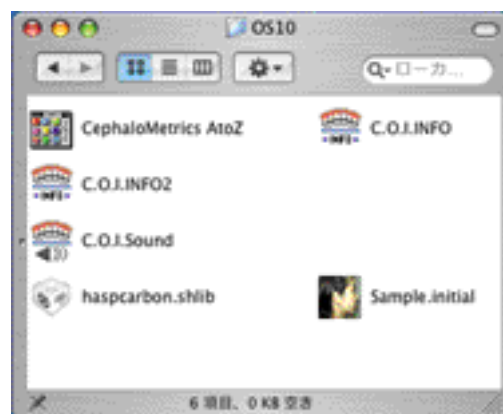 OS10
ローカ...
CephaloMetrics AtoZ
C.O.I.INFO
C.O.I.INFO2
C.O.I.Sound
haspcarbon.shlib
Sample.initial
6 項目、0 KB 空き